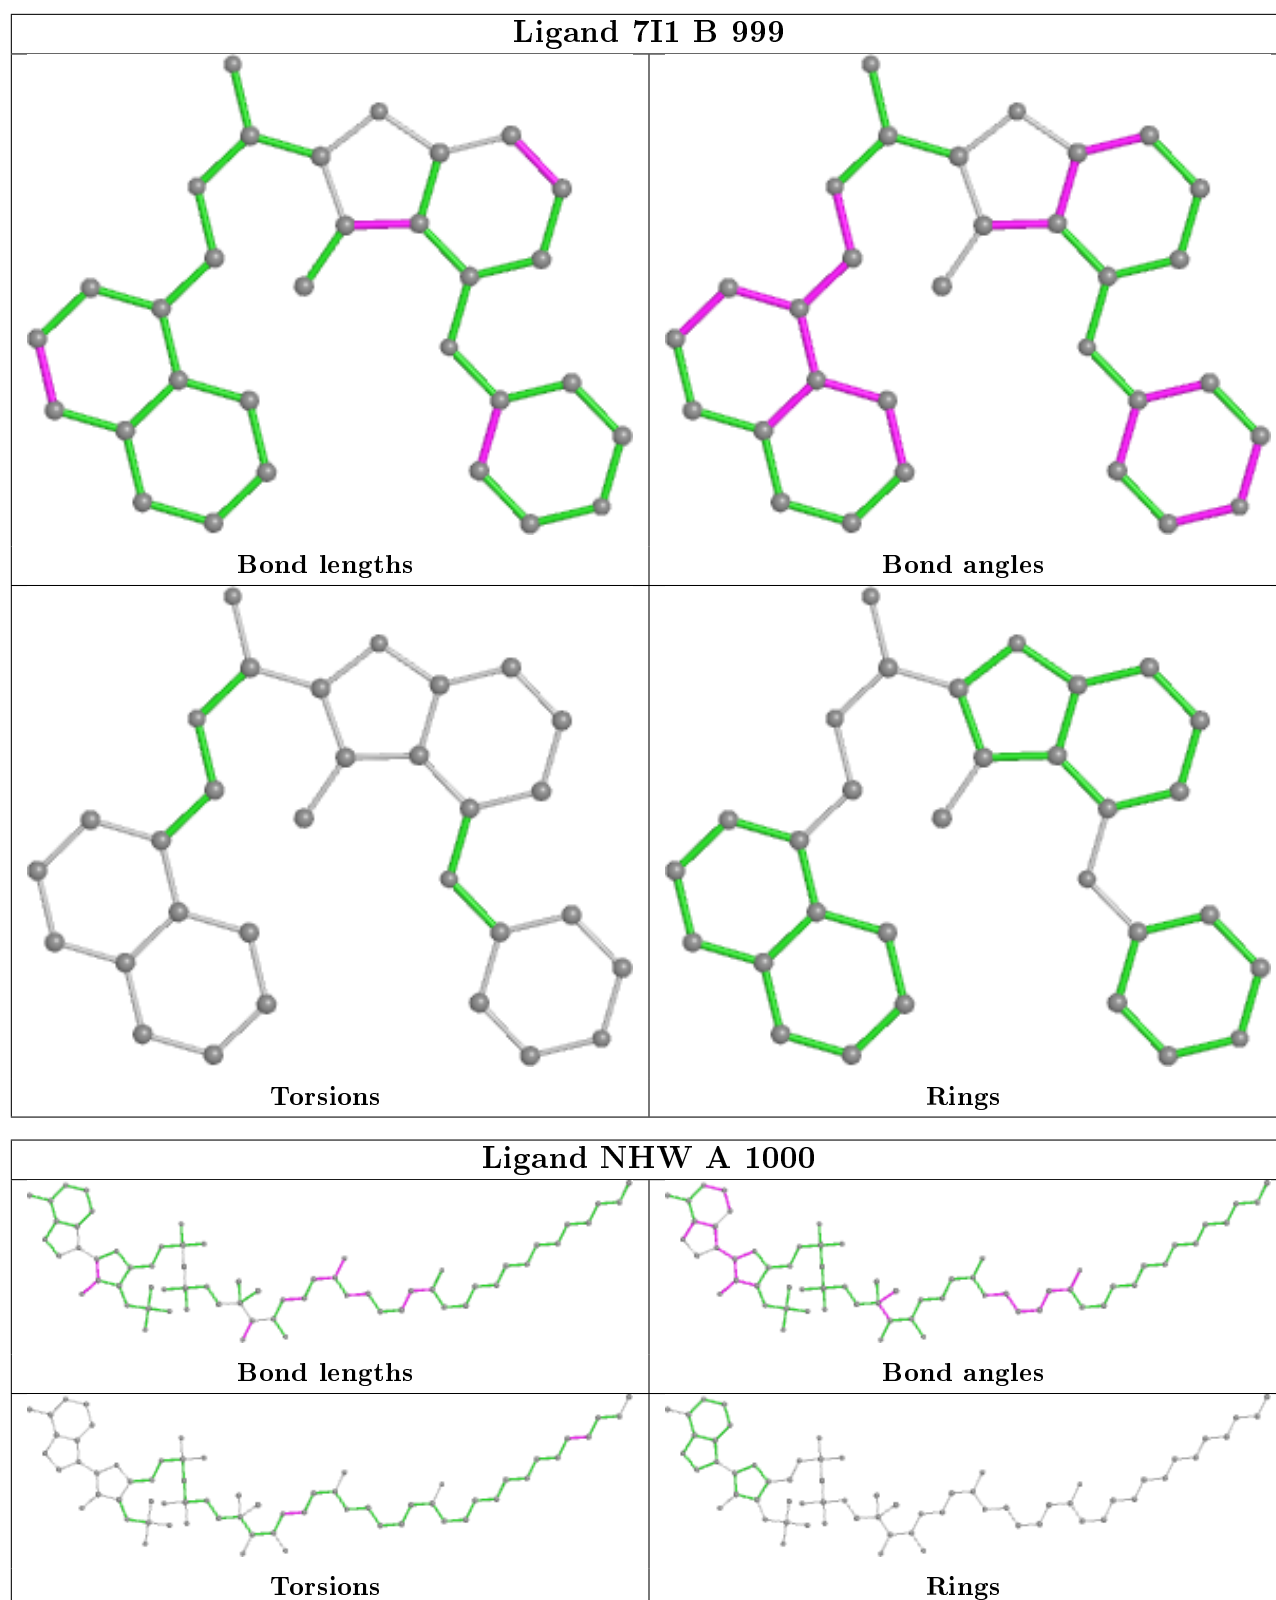 Ligand 7I1 B 999
Bond lengths
Bond angles
Torsions
Rings
Ligand NHW A 1000
Bond lengths
Bond angles
Torsions
Rings